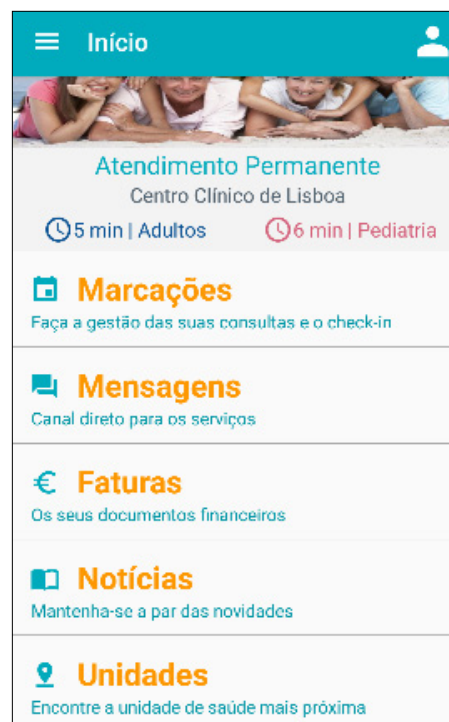 Início
Atendimento Permanente
Centro Clínico de Lisboa
5 min | Adultos 6 min | Pediatria
Marcações
Faça a gestão das suas consultas e o check-in
Mensagens
Canal direto para os serviços
€ Faturas
Os seus documentos financeiros
Notícias
Mantenha-se a par das novidades
Unidades
Encontre a unidade de saúde mais próxima